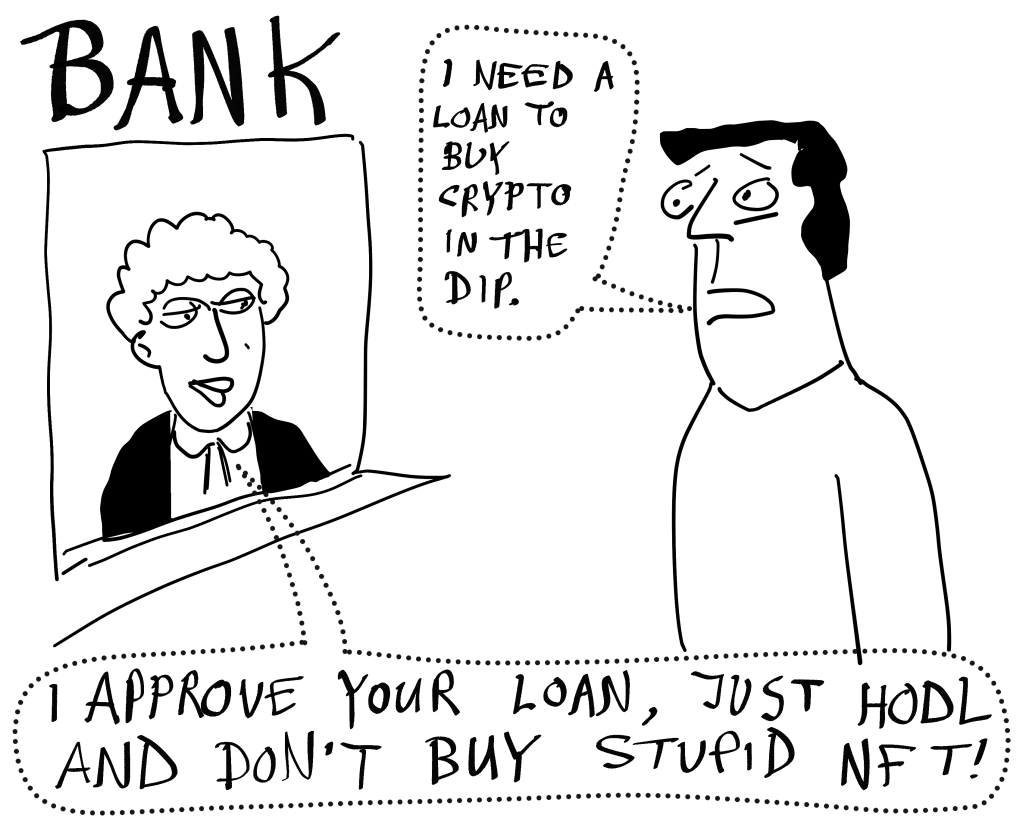 BANK
I NEED A
LOAN TO
BUY
CRYPTO
IN THE
DIP.
I APPROVE YOUR LOAN, JUST HODL
AND DON'T BUY STUPID NFT!